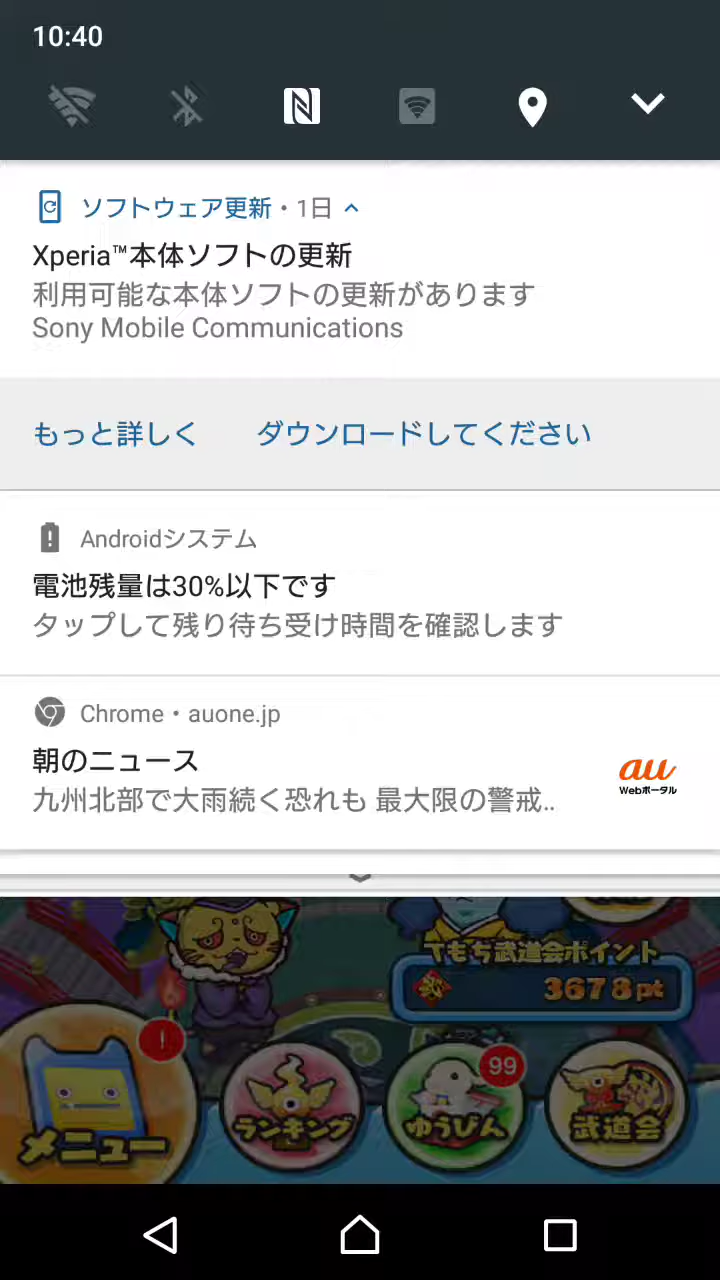 10:40
ソフトウェア更新・1日
Xperia™本体ソフトの更新
利用可能な本体ソフトの更新があります
Sony Mobile Communications
もっと詳しく ダウンロードしてください
Androidシステム
電池残量は30%以下です
タップして残り待ち受け時間を確認します
Chrome・auone.jp
朝のニュース
九州北部で大雨続く恐れも 最大限の警戒..
au
Webポータル
てもち武道会ポイント
3678pt
!
99
メニュー
ランキング
ゆうびん
武道会